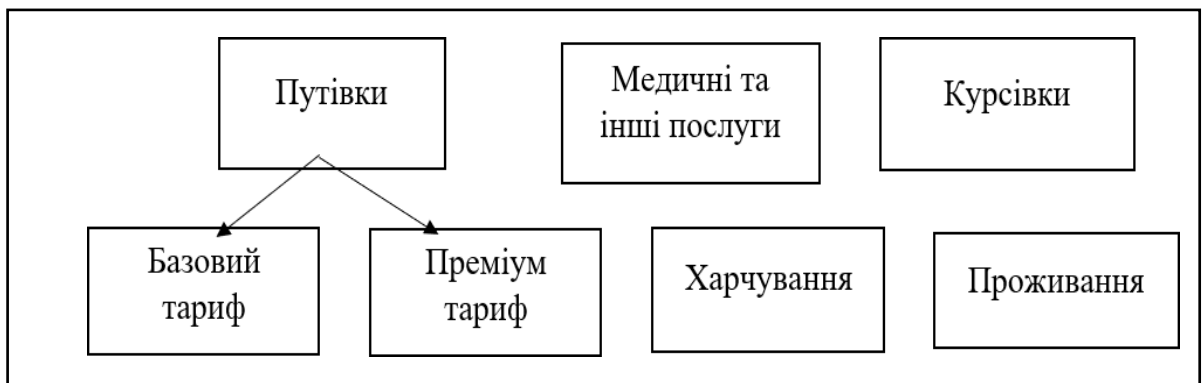 Путівки
Медичні та
інші послуги
Курсівки
Базовий
тариф
Преміум
тариф
Харчування
Проживання